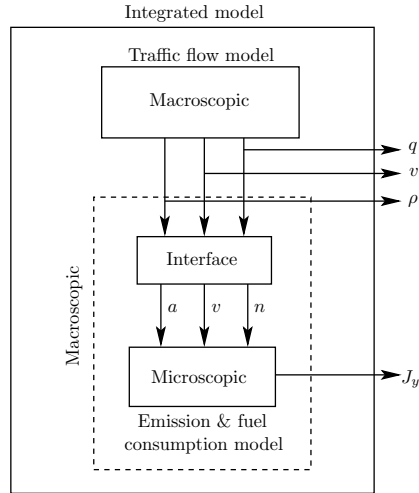 Integrated model
Traffic flow model
Macroscopic
q
v
ρ
Macroscopic
Interface
a v n
Microscopic
J_y
Emission & fuel
consumption model